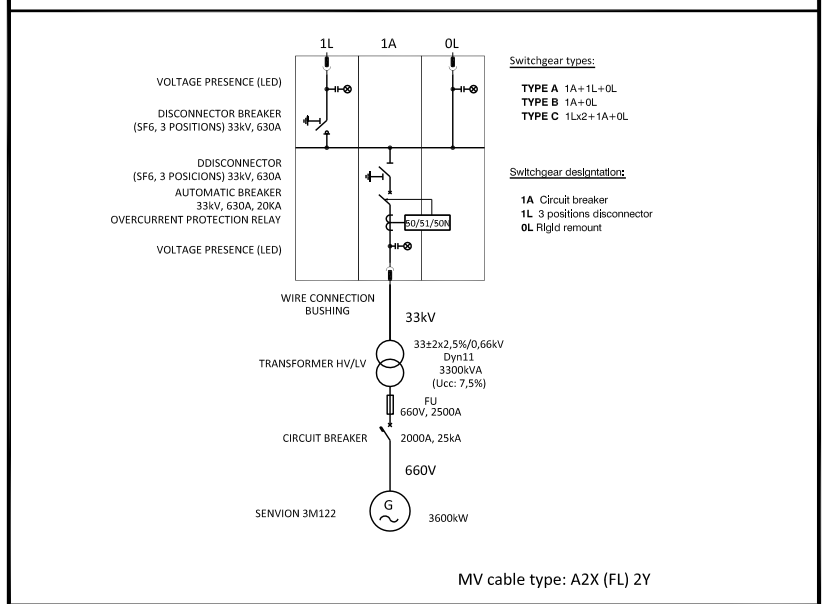 1L
1A
0L
VOLTAGE PRESENCE (LED)
DISCONNECTOR BREAKER
(SF6, 3 POSITIONS) 33kV, 630A
DDISCONNECTOR
(SF6, 3 POSICIONS) 33kV, 630A
AUTOMATIC BREAKER
33kV, 630A, 20KA
OVERCURRENT PROTECTION RELAY
50/51/50N
VOLTAGE PRESENCE (LED)
WIRE CONNECTION
BUSHING
33kV
TRANSFORMER HV/LV
33±2x2,5%/0,66kV
Dyn11
3300kVA
(Ucc: 7,5%)
FU
660V, 2500A
CIRCUIT BREAKER
2000A, 25kA
660V
SENVION 3M122
G
3600kW
Switchgear types:
TYPE A 1A+1L+0L
TYPE B 1A+0L
TYPE C 1Lx2+1A+0L
Switchgear designtation:
1A Circuit breaker
1L 3 positions disconnector
0L RIgId remount
MV cable type: A2X (FL) 2Y